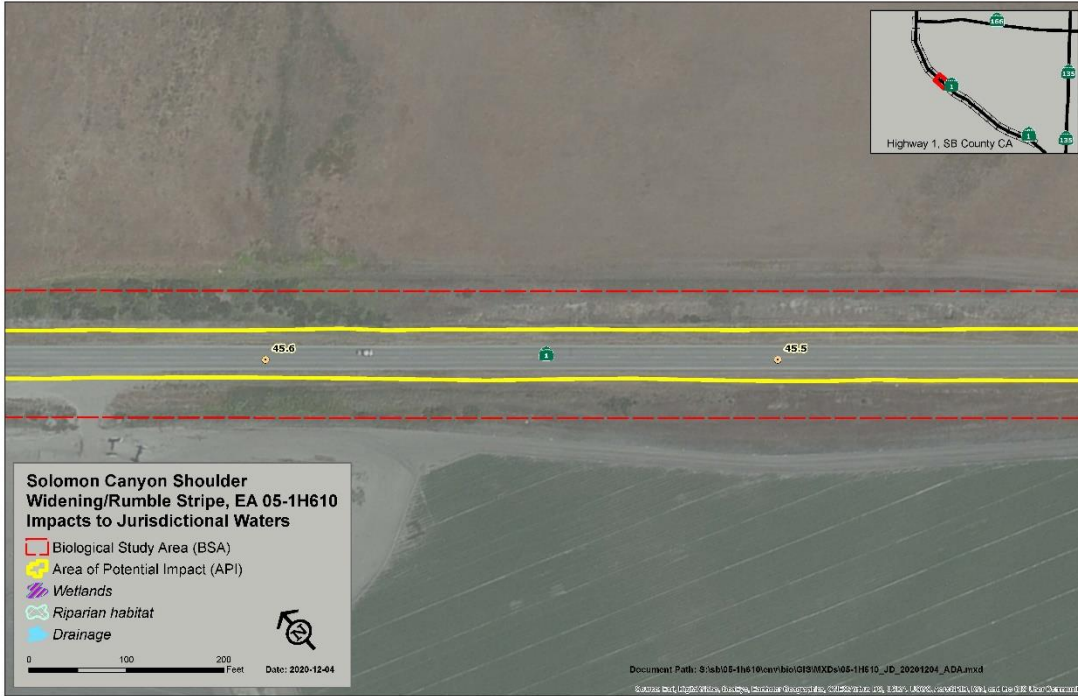 166
135
1
1
135
Highway 1, SB County CA
45.6
1
45.5
Solomon Canyon Shoulder
Widening/Rumble Stripe, EA 05-1H610
Impacts to Jurisdictional Waters
Biological Study Area (BSA)
Area of Potential Impact (API)
Wetlands
Riparian habitat
Drainage
N
0 100 200
Feet
Date: 2020-12-04
Document Path: S:\sb\05-1h610\env\bio\GIS\MXDs\05-1H610_JD_20201204_ADA.mxd